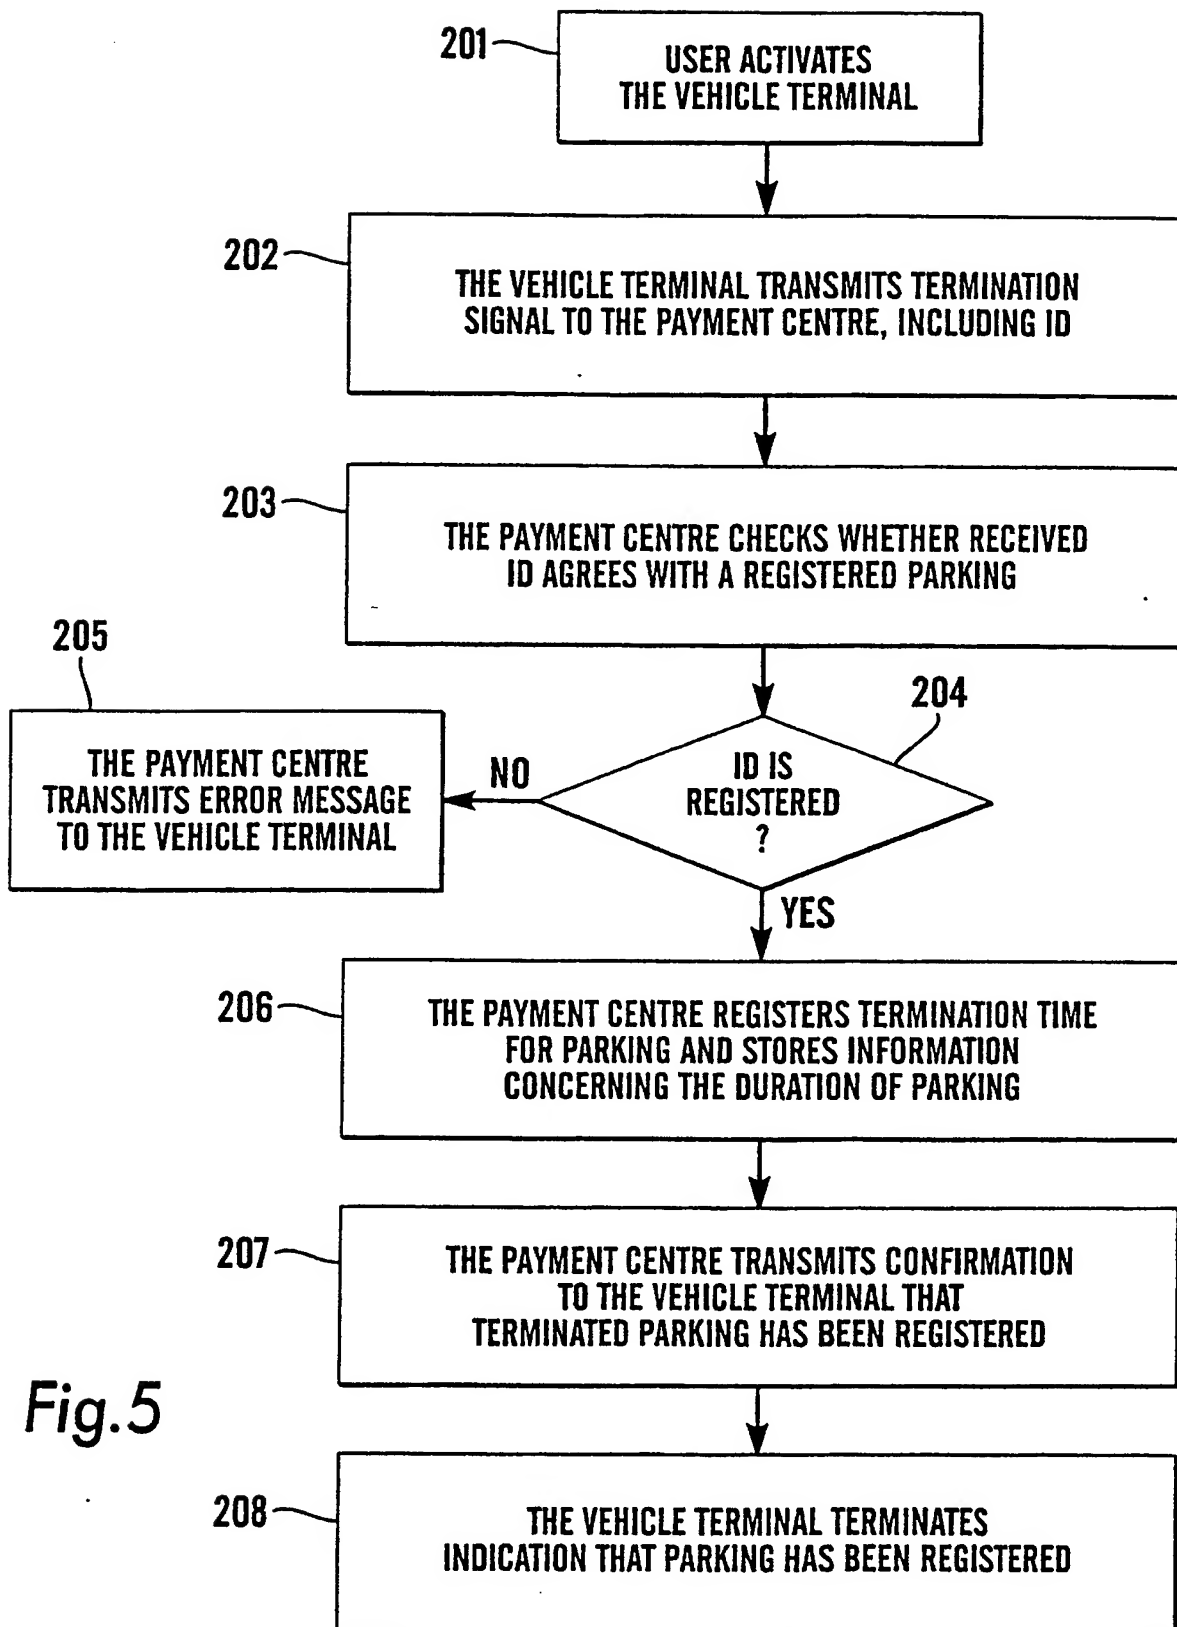 201
USER ACTIVATES
THE VEHICLE TERMINAL
202
THE VEHICLE TERMINAL TRANSMITS TERMINATION
SIGNAL TO THE PAYMENT CENTRE, INCLUDING ID
203
THE PAYMENT CENTRE CHECKS WHETHER RECEIVED
ID AGREES WITH A REGISTERED PARKING
204
ID IS
REGISTERED
?
NO
205
THE PAYMENT CENTRE
TRANSMITS ERROR MESSAGE
TO THE VEHICLE TERMINAL
YES
206
THE PAYMENT CENTRE REGISTERS TERMINATION TIME
FOR PARKING AND STORES INFORMATION
CONCERNING THE DURATION OF PARKING
207
THE PAYMENT CENTRE TRANSMITS CONFIRMATION
TO THE VEHICLE TERMINAL THAT
TERMINATED PARKING HAS BEEN REGISTERED
208
THE VEHICLE TERMINAL TERMINATES
INDICATION THAT PARKING HAS BEEN REGISTERED
Fig.5